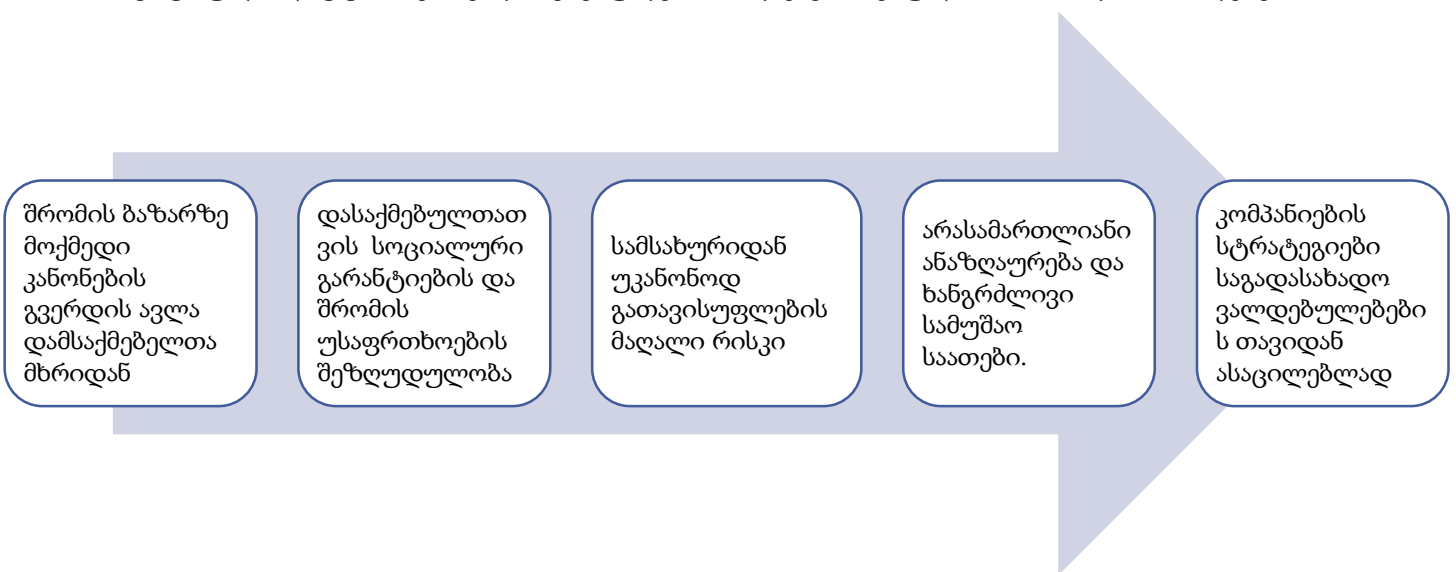 შრომის ბაზარზე
მოქმედი
კანონების
გვერდის ავლა
დამსაქმებელთა
მხრიდან
დასაქმებულთათ
ვის სოციალური
გარანტიების და
შრომის
უსაფრთხოების
შეზღუდულობა
სამსახურიდან
უკანონოდ
გათავისუფლების
მაღალი რისკი
არასამართლიანი
ანაზღაურება და
ხანგრძლივი
სამუშაო
საათები.
კომპანიების
სტრატეგიები
საგადასახადო
ვალდებულებები
ს თავიდან
ასაცილებლად